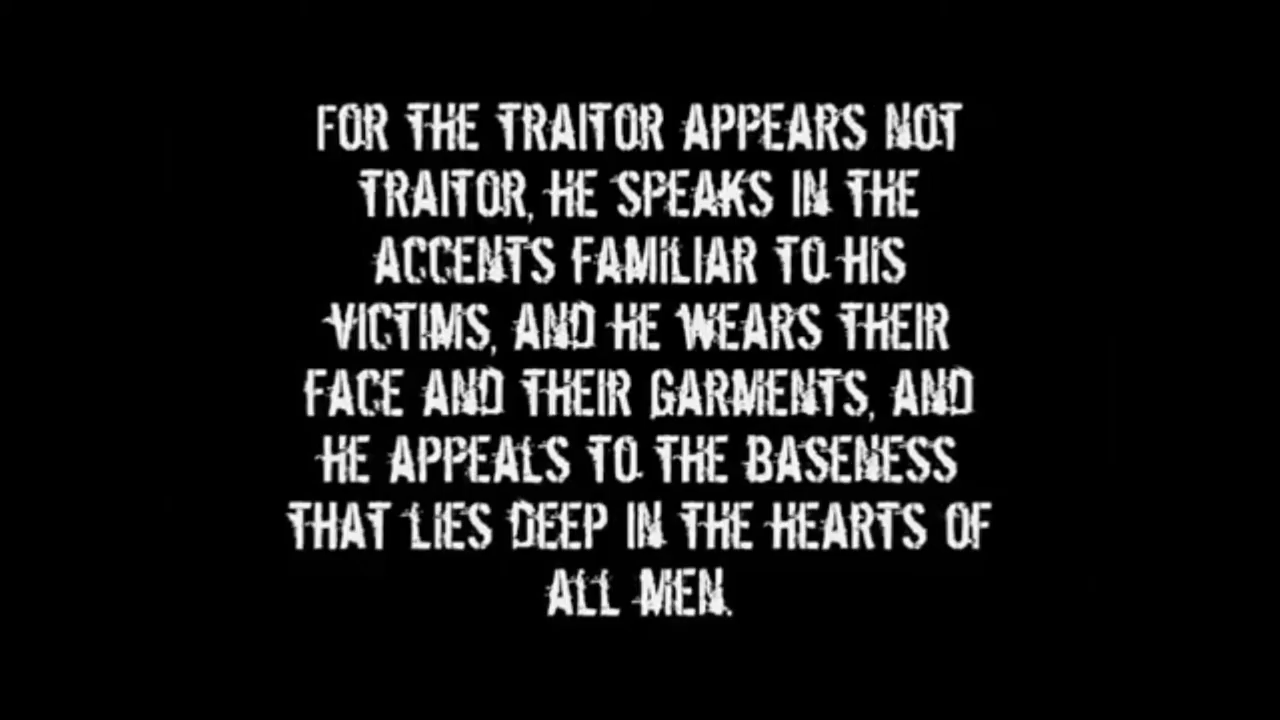 FOR THE TRAITOR APPEARS NOT
TRAITOR, HE SPEAKS IN THE
ACCENTS FAMILIAR TO HIS
VICTIMS, AND HE WEARS THEIR
FACE AND THEIR GARMENTS, AND
HE APPEALS TO THE BASENESS
THAT LIES DEEP IN THE HEARTS OF
ALL MEN.